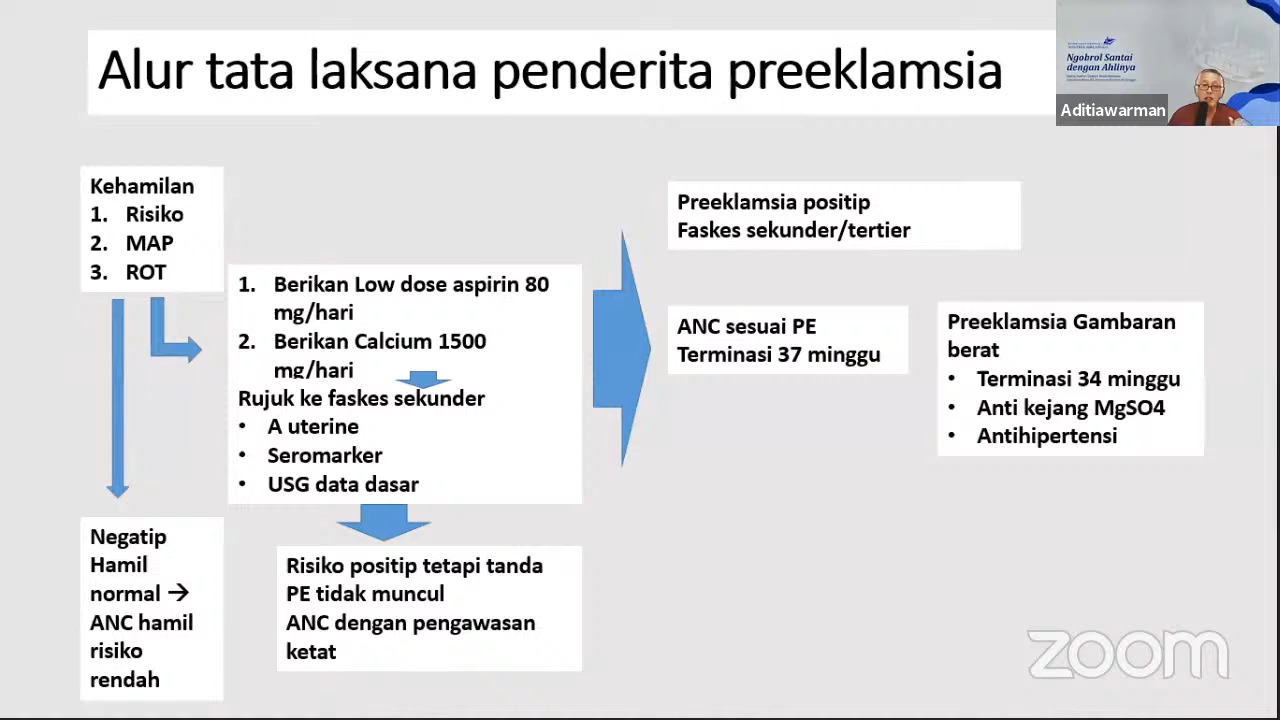 Alur tata laksana penderita preeklamsia
Ngobrol Santai
dengan Ahlinya
Aditiawarman
Kehamilan
1. Risiko
2. MAP
3. ROT
1. Berikan Low dose aspirin 80
mg/hari
2. Berikan Calcium 1500
mg/hari
Rujuk ke faskes sekunder
• A uterine
• Seromarker
• USG data dasar
Preeklamsia positip
Faskes sekunder/tertier
ANC sesuai PE
Terminasi 37 minggu
Preeklamsia Gambaran
berat
• Terminasi 34 minggu
• Anti kejang MgSO4
• Antihipertensi
Negatip
Hamil
normal →
ANC hamil
risiko
rendah
Risiko positip tetapi tanda
PE tidak muncul
ANC dengan pengawasan
ketat
zoom